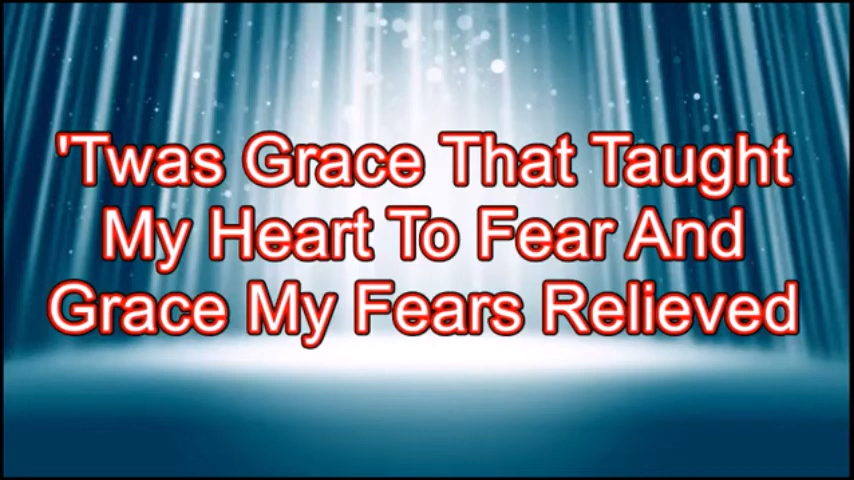 'Twas Grace That Taught
My Heart To Fear And
Grace My Fears Relieved